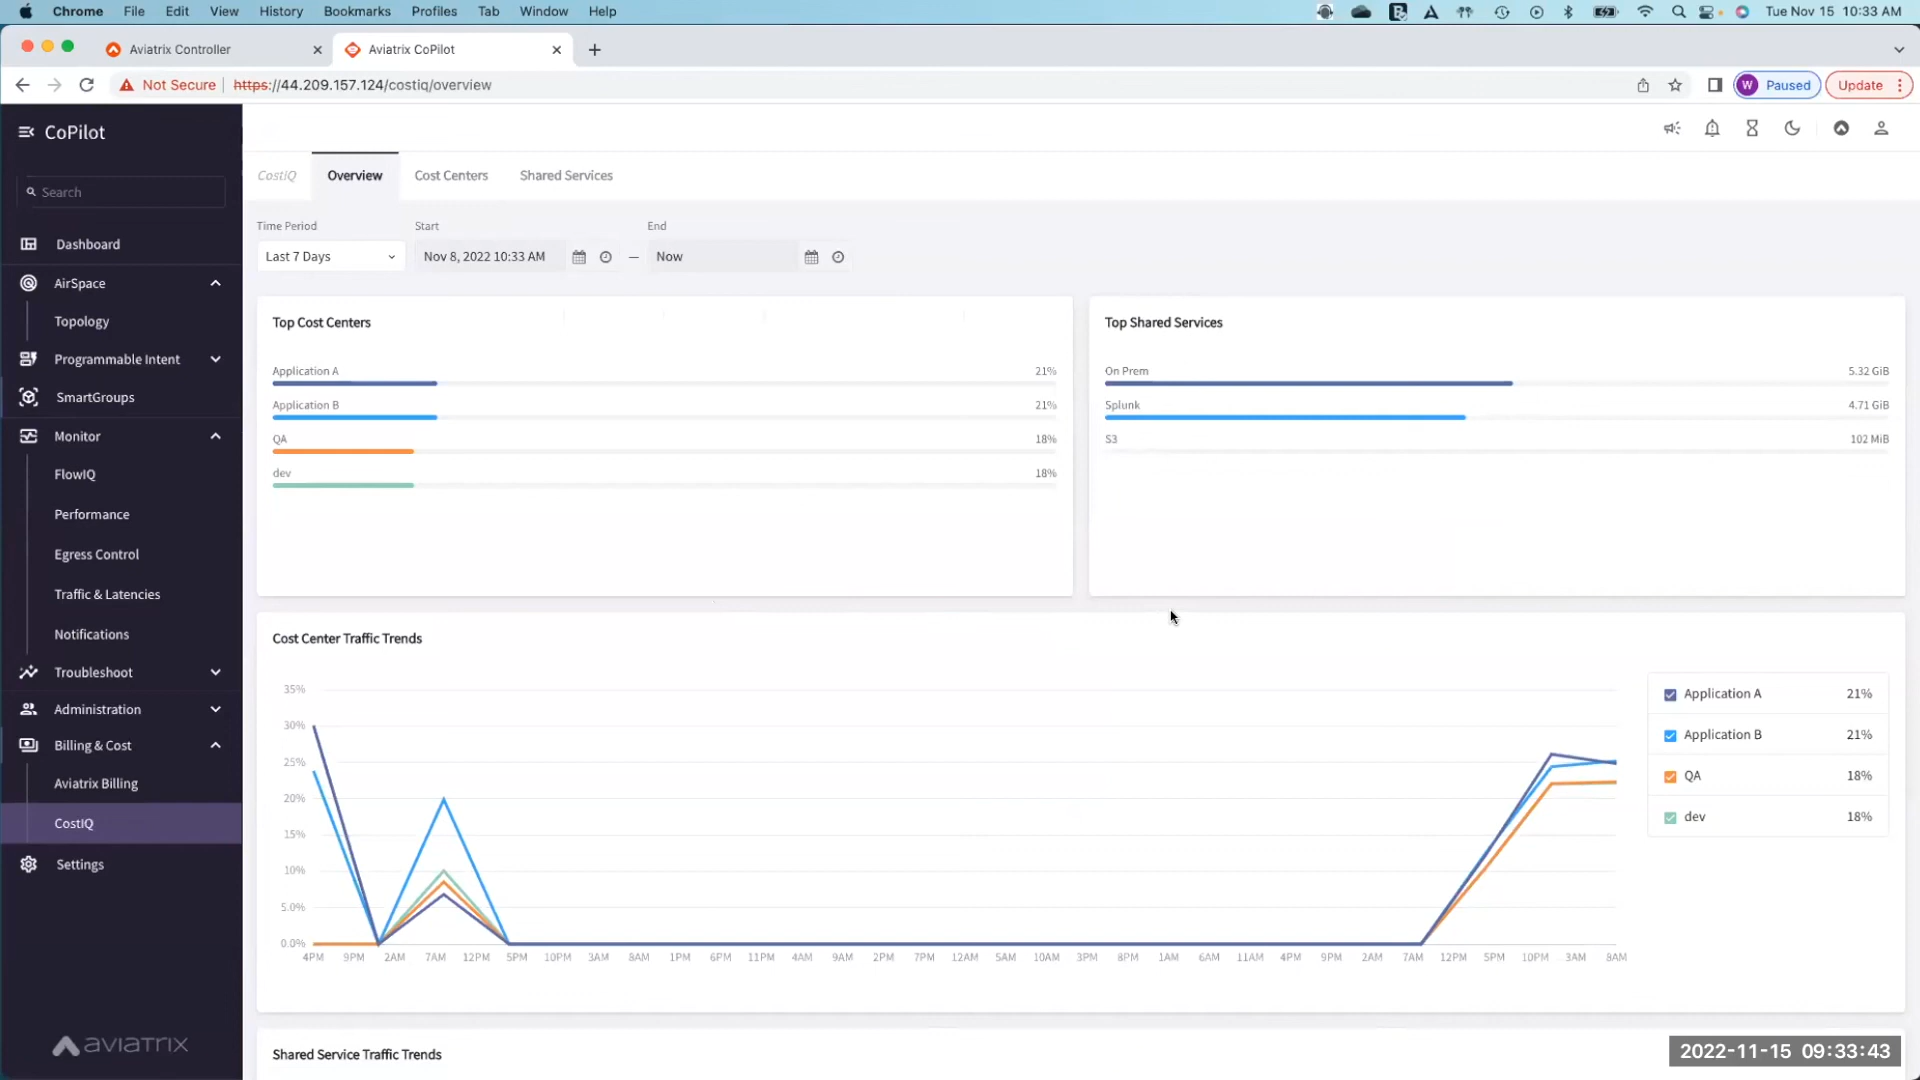 Chrome File Edit View History Bookmarks Profiles Tab Window Help Tue Nov 15 10:33 AM
Aviatrix Controller Aviatrix CoPilot
Not Secure https://44.209.157.124/costiq/overview W Paused Update
CoPilot
Search
Dashboard
AirSpace
Topology
Programmable Intent
SmartGroups
Monitor
FlowIQ
Performance
Egress Control
Traffic & Latencies
Notifications
Troubleshoot
Administration
Billing & Cost
Aviatrix Billing
CostIQ
Settings
aviatrix
CostIQ Overview Cost Centers Shared Services
Time Period Start End
Last 7 Days Nov 8, 2022 10:33 AM — Now
Top Cost Centers
Application A 21%
Application B 21%
QA 18%
dev 18%
Top Shared Services
On Prem 5.32 GiB
Splunk 4.71 GiB
S3 102 MiB
Cost Center Traffic Trends
35%
30%
25%
20%
15%
10%
5.0%
0.0%
4PM 9PM 2AM 7AM 12PM 5PM 10PM 3AM 8AM 1PM 6PM 11PM 4AM 9AM 2PM 7PM 12AM 5AM 10AM 3PM 8PM 1AM 6AM 11AM 4PM 9PM 2AM 7AM 12PM 5PM 10PM 3AM 8AM
Application A 21%
Application B 21%
QA 18%
dev 18%
Shared Service Traffic Trends
2022-11-15 09:33:43